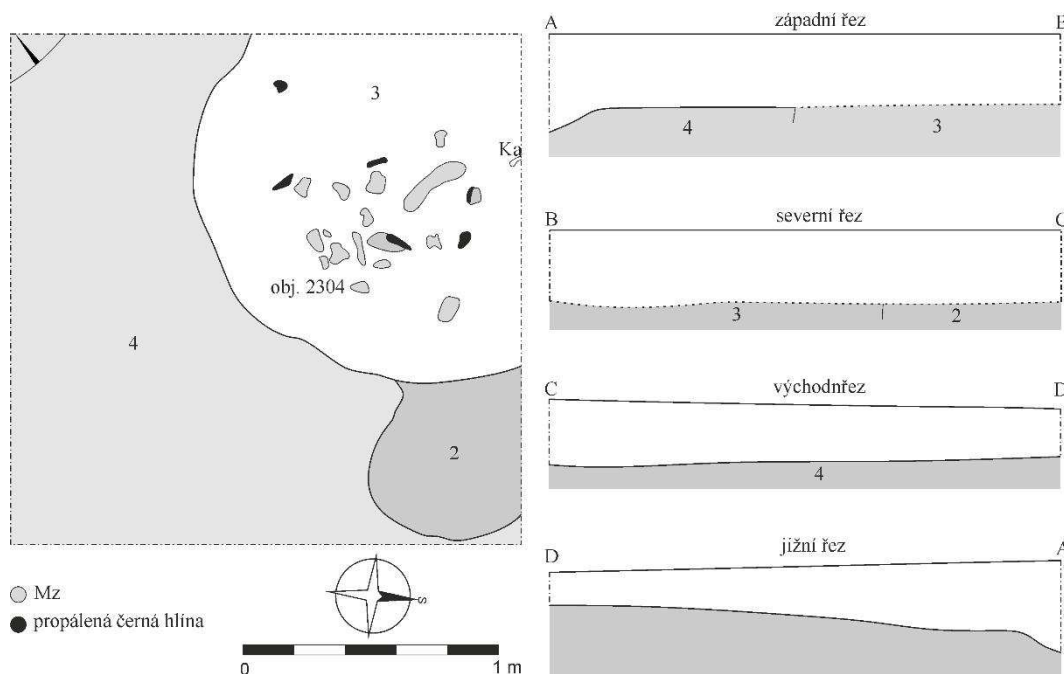 3
Ka
obj. 2304
4
2
Mz
propálená černá hlína
s
0
1 m
A
západní řez
B
4
3
B
severní řez
C
3
2
C
východnřez
D
4
D
jižní řez
A